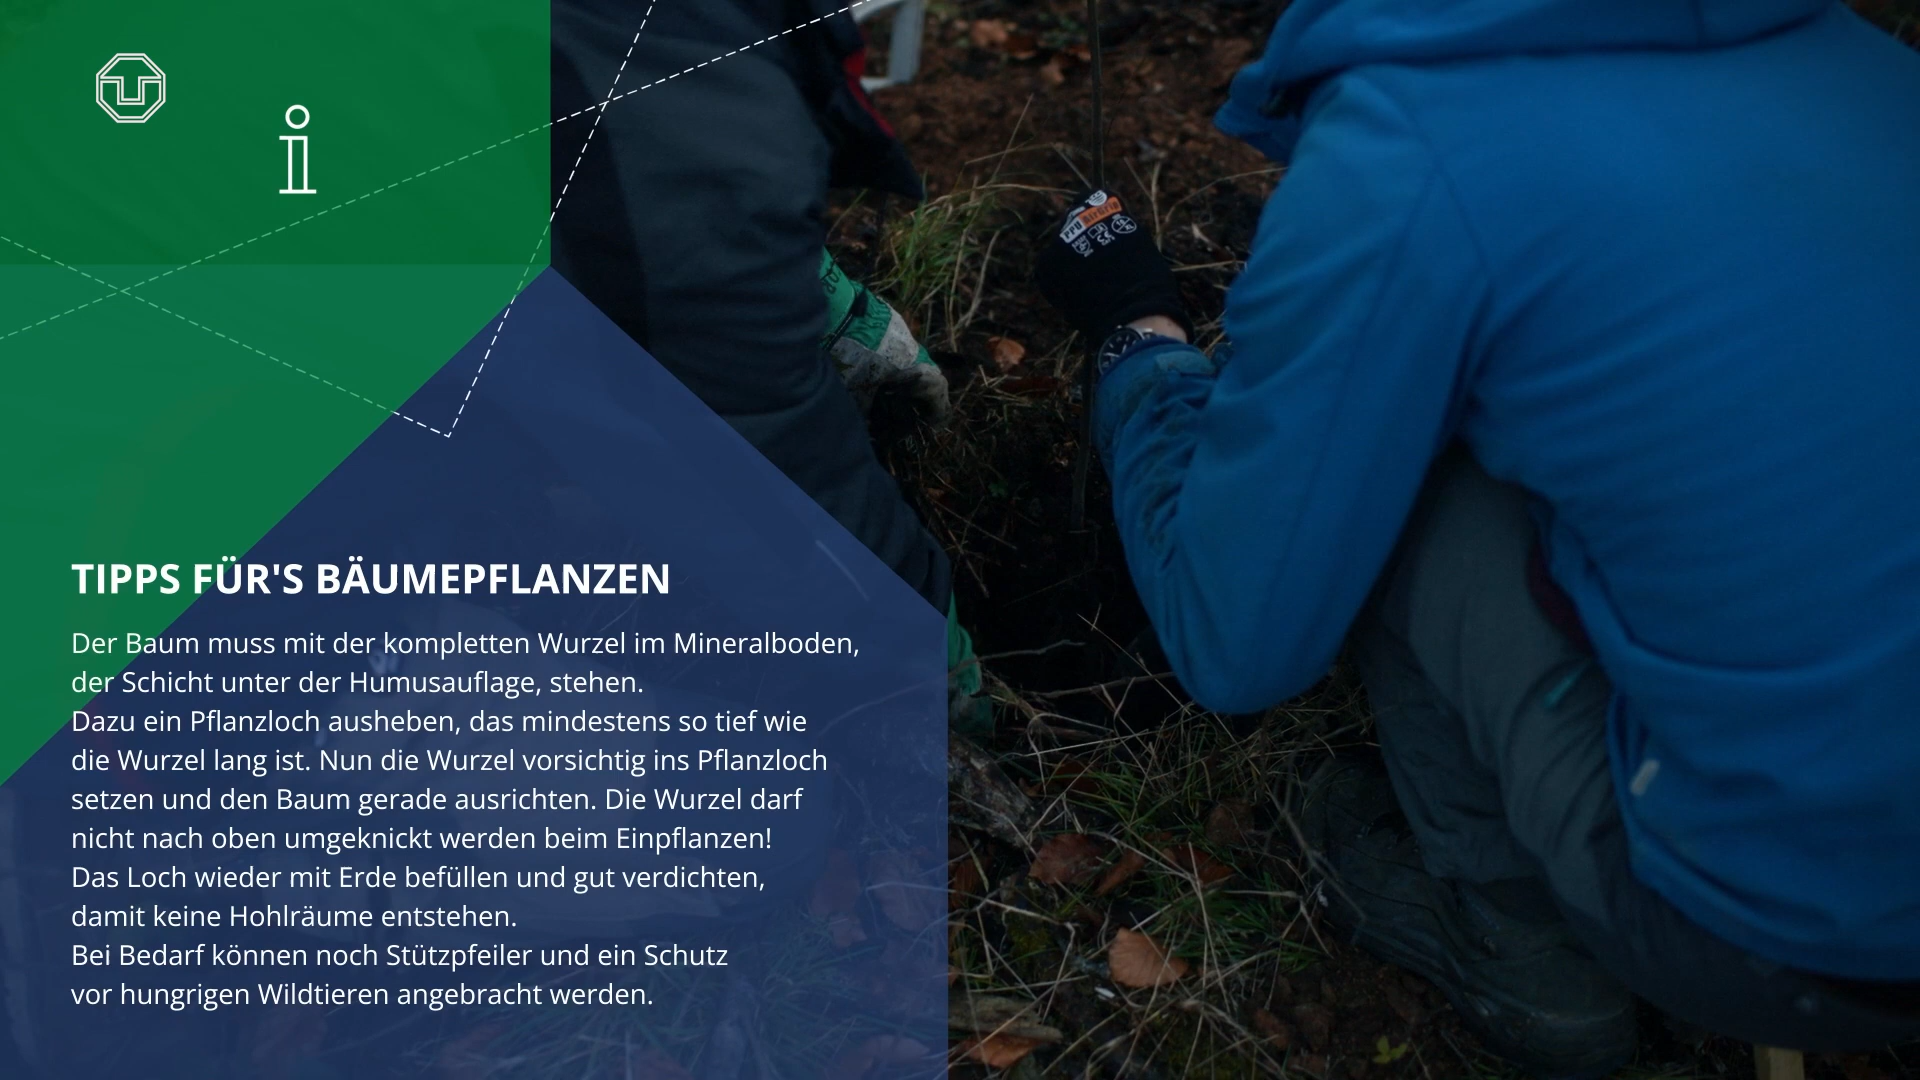 i
TIPPS FÜR'S BÄUMEPFLANZEN
Der Baum muss mit der kompletten Wurzel im Mineralboden,
der Schicht unter der Humusauflage, stehen.
Dazu ein Pflanzloch ausheben, das mindestens so tief wie
die Wurzel lang ist. Nun die Wurzel vorsichtig ins Pflanzloch
setzen und den Baum gerade ausrichten. Die Wurzel darf
nicht nach oben umgeknickt werden beim Einpflanzen!
Das Loch wieder mit Erde befüllen und gut verdichten,
damit keine Hohlräume entstehen.
Bei Bedarf können noch Stützpfeiler und ein Schutz
vor hungrigen Wildtieren angebracht werden.